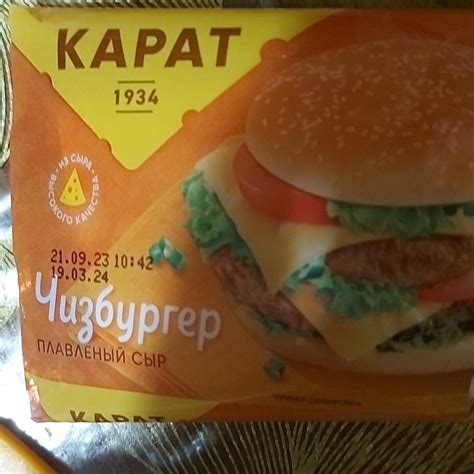 КАРАТ
1934
ИЗ СЫРА
ВЫСОКОГО КАЧЕСТВА
21.09.23 10:42
19.03.24
Чизбургер
ПЛАВЛЕНЫЙ СЫР
КАРАТ